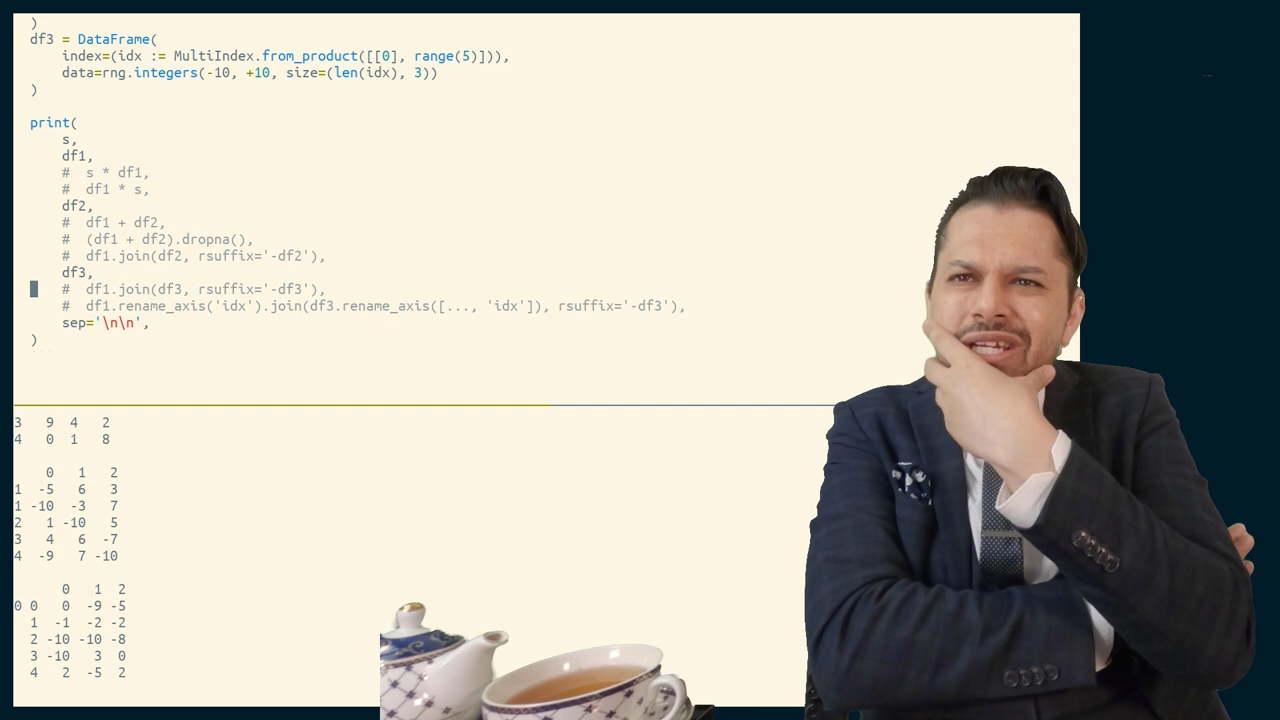 )
df3 = DataFrame(
    index=(idx := MultiIndex.from_product([[0], range(5)])),
    data=rng.integers(-10, +10, size=(len(idx), 3))
)

print(
    s,
    df1,
    #  s * df1,
    #  df1 * s,
    df2,
    #  df1 + df2,
    #  (df1 + df2).dropna(),
    #  df1.join(df2, rsuffix='-df2'),
    df3,
    #  df1.join(df3, rsuffix='-df3'),
    #  df1.rename_axis('idx').join(df3.rename_axis([..., 'idx']), rsuffix='-df3'),
    sep='\n\n',
)
3   9  4   2
4   0  1   8

    0   1   2
1  -5   6   3
1 -10  -3   7
2   1 -10   5
3   4   6  -7
4  -9   7 -10

      0   1  2
0 0   0  -9 -5
  1  -1  -2 -2
  2 -10 -10 -8
  3 -10   3  0
  4   2  -5  2